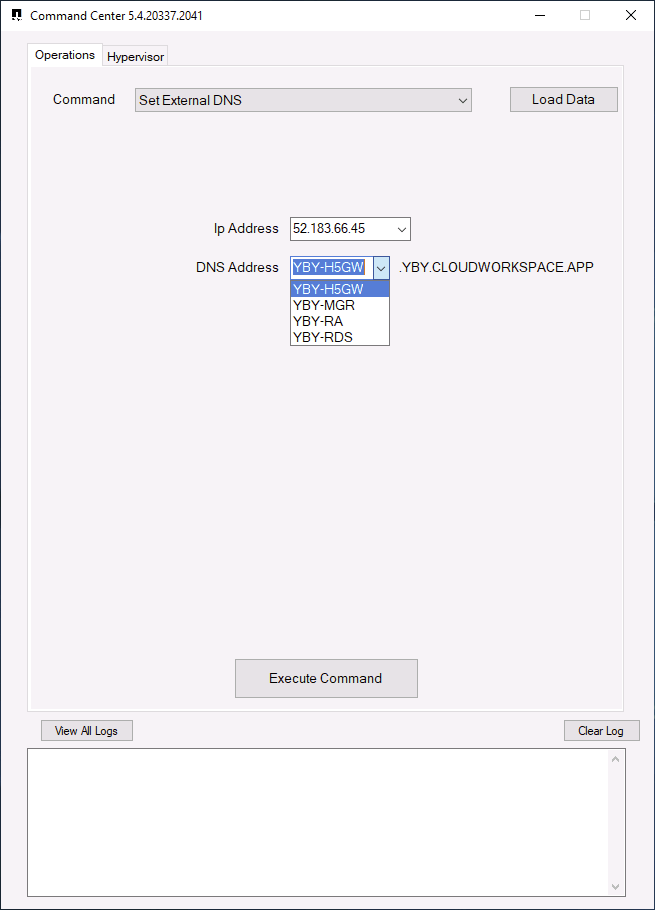 Command Center 5.4.20337.2041
Operations Hypervisor
Command Set External DNS Load Data
Ip Address 52.183.66.45
DNS Address YBY-H5GW .YBY.CLOUDWORKSPACE.APP
YBY-H5GW
YBY-MGR
YBY-RA
YBY-RDS
Execute Command
View All Logs Clear Log